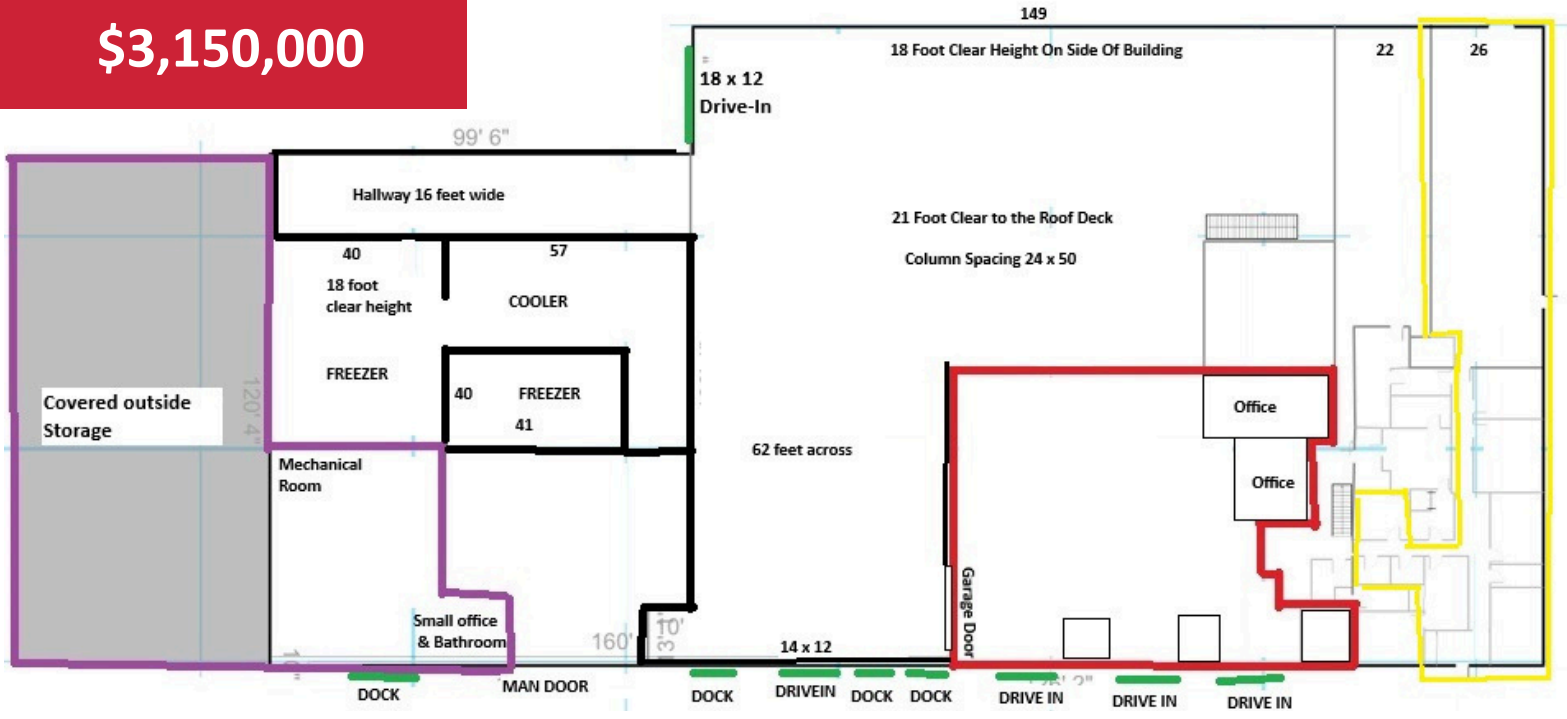 $3,150,000
149
18 Foot Clear Height On Side Of Building
22
26
18 x 12
Drive-In
99' 6"
Hallway 16 feet wide
21 Foot Clear to the Roof Deck
Column Spacing 24 x 50
40
57
18 foot
clear height
COOLER
FREEZER
40
FREEZER
41
Covered outside
Storage
120' 4"
Office
62 feet across
Mechanical
Room
Office
Garage Door
Small office
& Bathroom
160'
10'
14 x 12
DOCK
MAN DOOR
DOCK
DRIVEIN
DOCK
DOCK
DRIVE IN
DRIVE IN
DRIVE IN